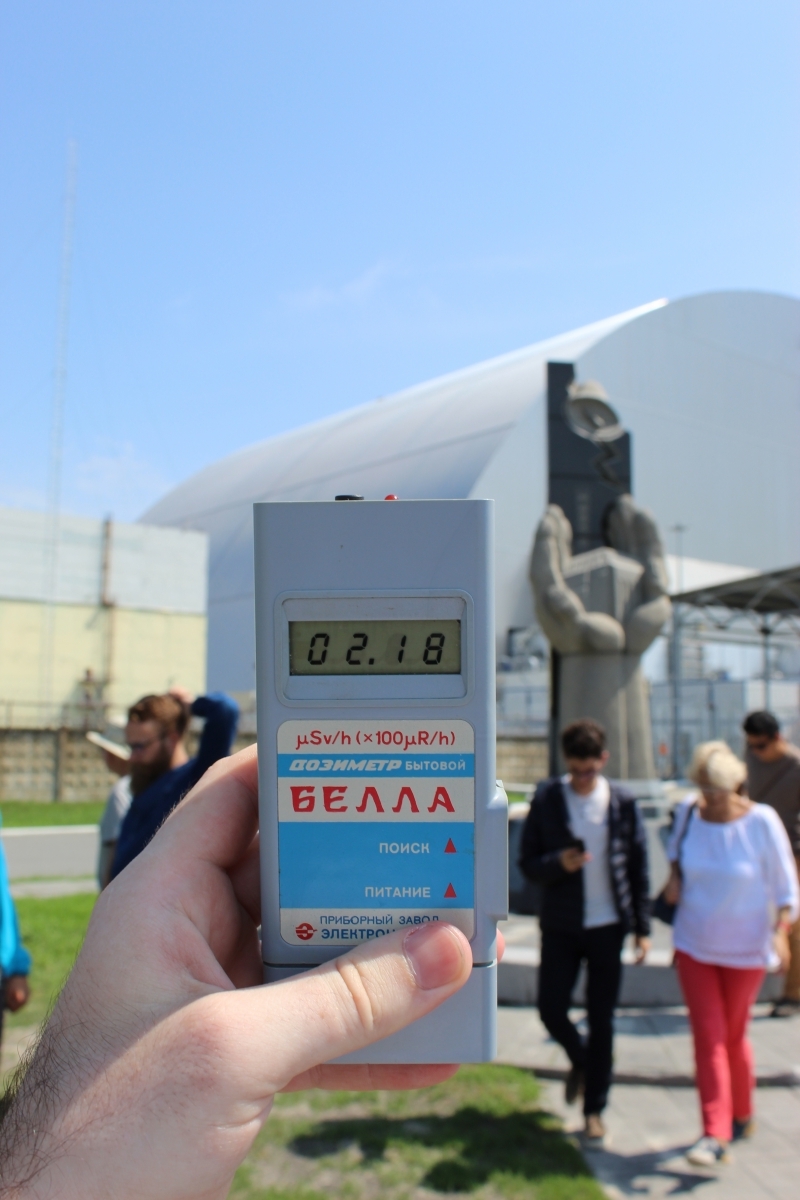 02.18
μSv/h (×100μR/h)
ДОЗИМЕТР БЫТОВОЙ
БЕЛЛА
ПОИСК ▲
ПИТАНИЕ ▲
ПРИБОРНЫЙ ЗАВОД